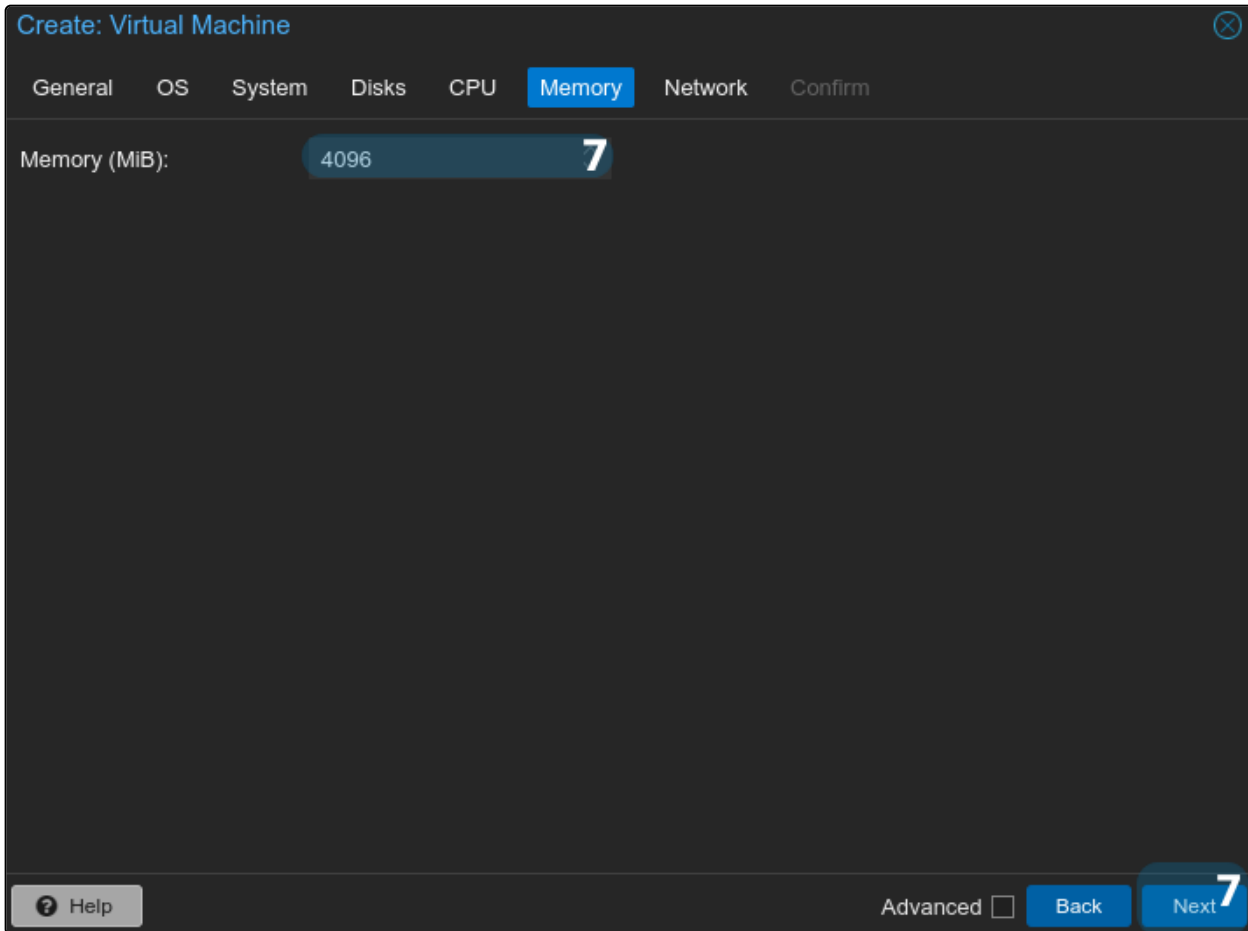 Create: Virtual Machine
General OS System Disks CPU Memory Network Confirm
Memory (MiB): 4096 7
Help Advanced Back Next 7